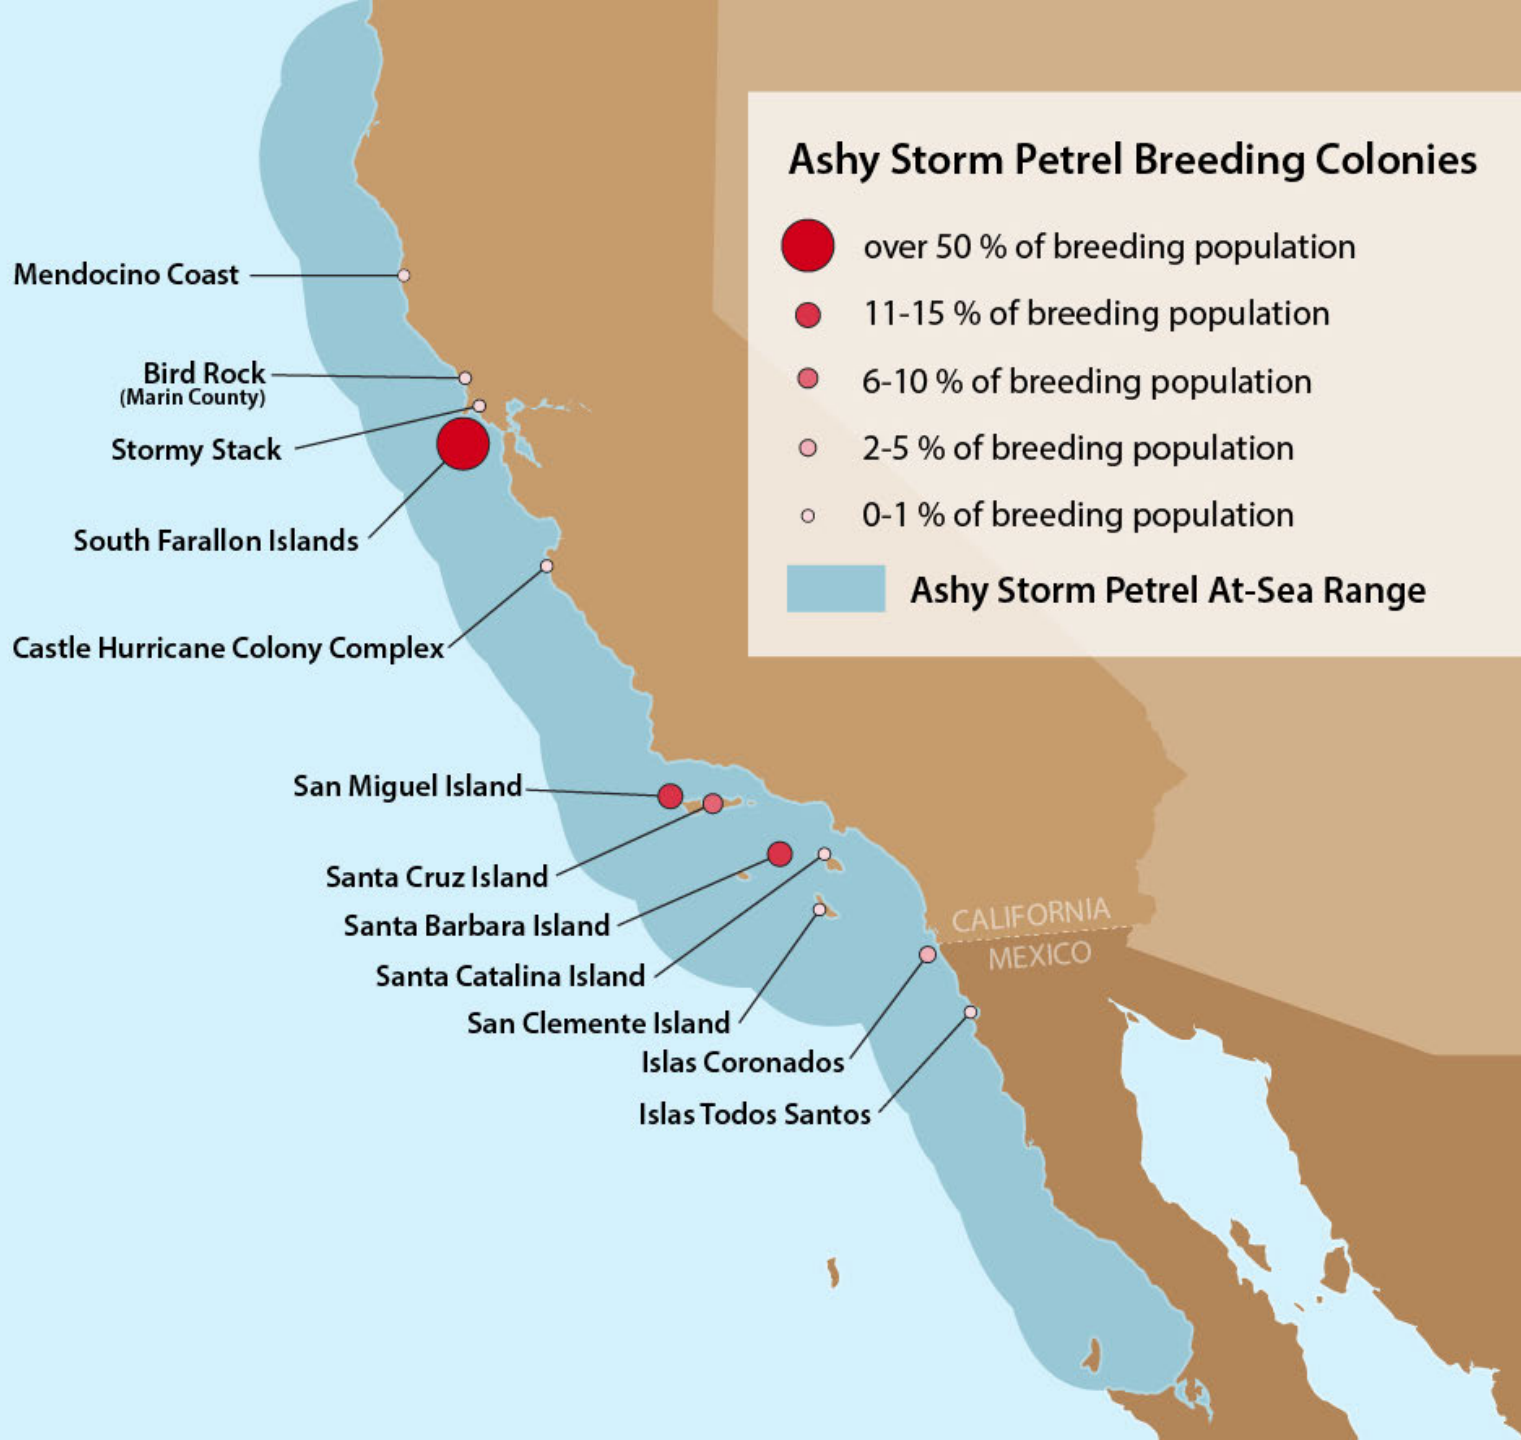 Ashy Storm Petrel Breeding Colonies
over 50 % of breeding population
11-15 % of breeding population
6-10 % of breeding population
2-5 % of breeding population
0-1 % of breeding population
Ashy Storm Petrel At-Sea Range
Mendocino Coast
Bird Rock
(Marin County)
Stormy Stack
South Farallon Islands
Castle Hurricane Colony Complex
San Miguel Island
Santa Cruz Island
Santa Barbara Island
Santa Catalina Island
San Clemente Island
Islas Coronados
Islas Todos Santos
CALIFORNIA
MEXICO